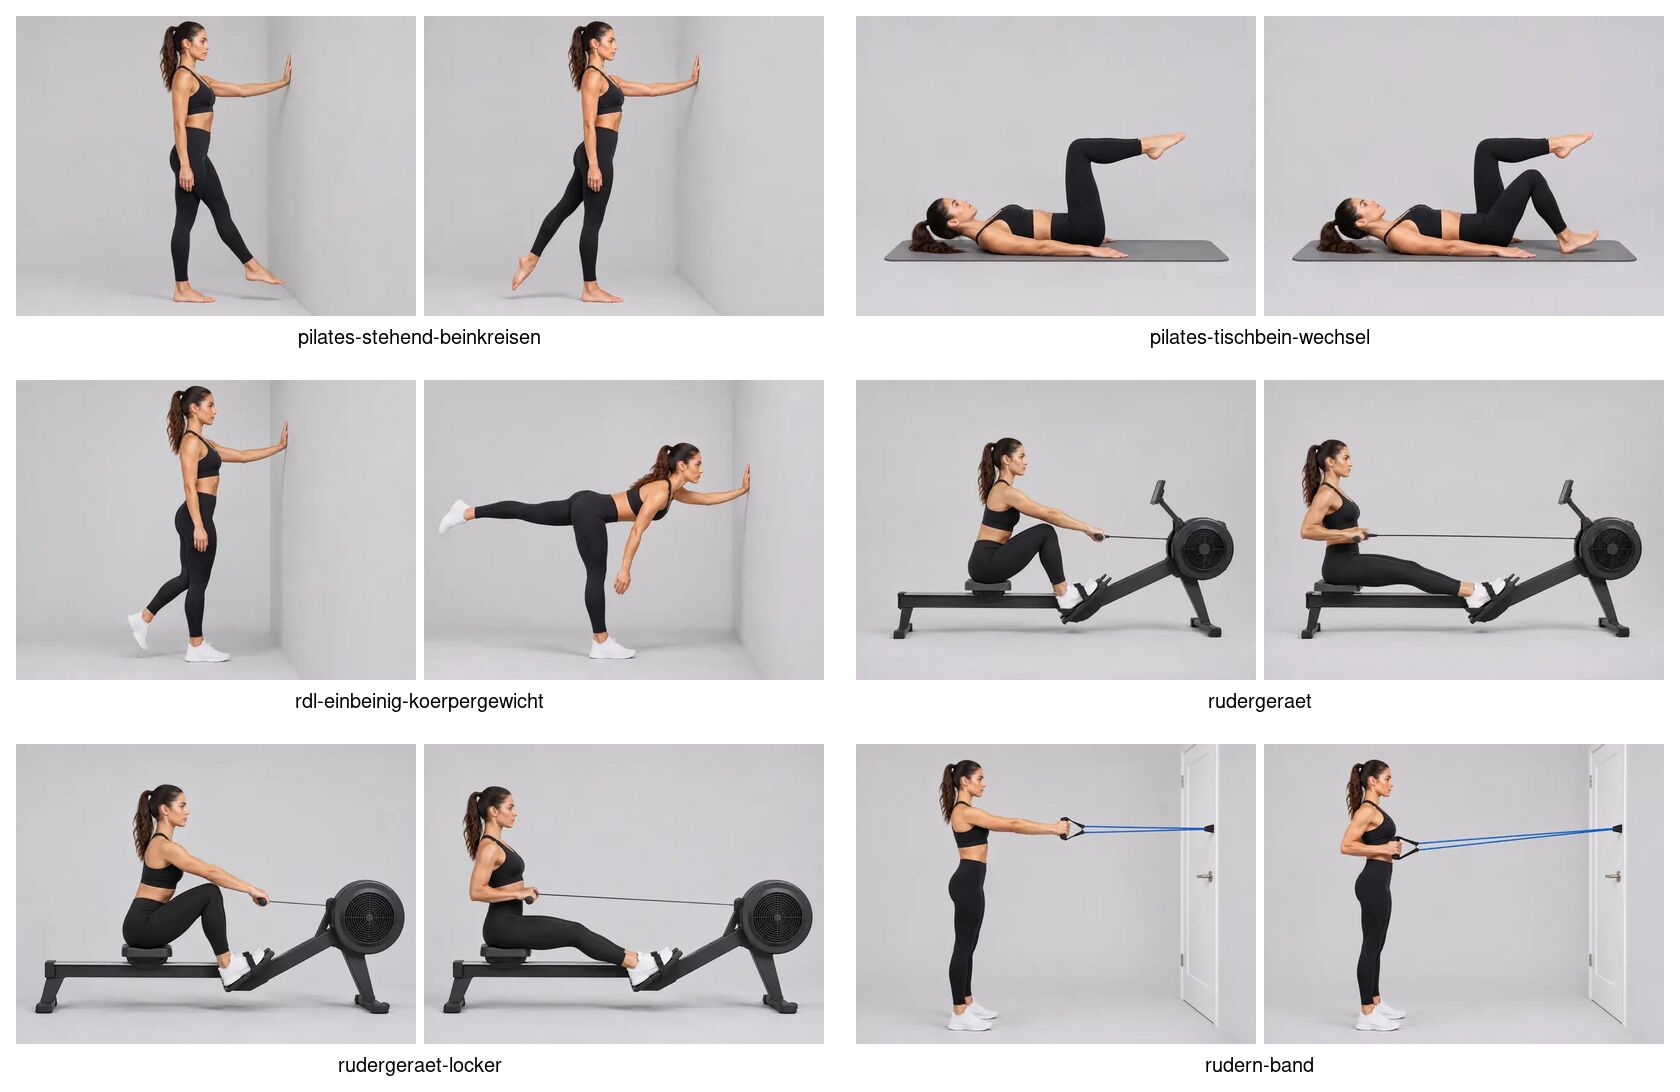 pilates-stehend-beinkreisen
pilates-tischbein-wechsel
rdl-einbeinig-koerpergewicht
rudergeraet
rudergeraet-locker
rudern-band